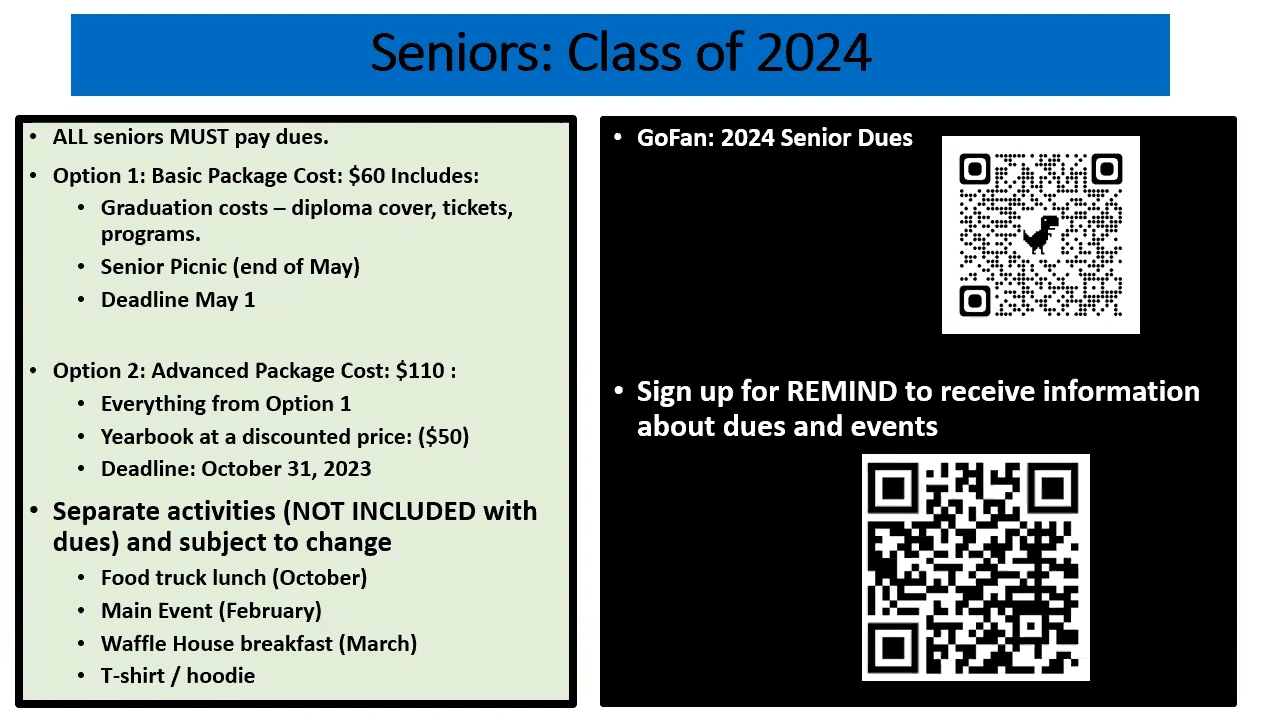 Seniors: Class of 2024
• ALL seniors MUST pay dues.
• Option 1: Basic Package Cost: $60 Includes:
• Graduation costs – diploma cover, tickets,
programs.
• Senior Picnic (end of May)
• Deadline May 1
• Option 2: Advanced Package Cost: $110 :
• Everything from Option 1
• Yearbook at a discounted price: ($50)
• Deadline: October 31, 2023
• Separate activities (NOT INCLUDED with
dues) and subject to change
• Food truck lunch (October)
• Main Event (February)
• Waffle House breakfast (March)
• T-shirt / hoodie
• GoFan: 2024 Senior Dues
• Sign up for REMIND to receive information
about dues and events